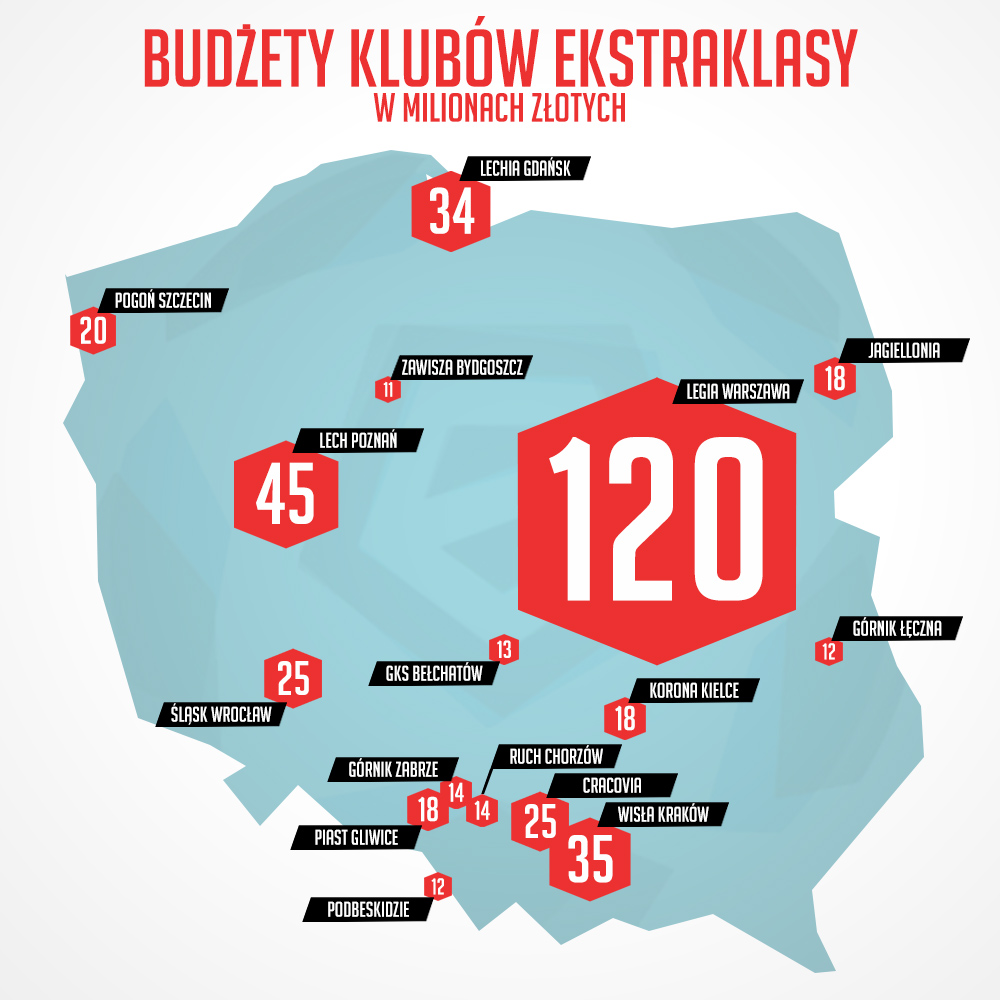 BUDŻETY KLUBÓW EKSTRAKLASY
W MILIONACH ZŁOTYCH
LECHIA GDAŃSK
34
POGOŃ SZCZECIN
20
JAGIELLONIA
18
ZAWISZA BYDGOSZCZ
11
LEGIA WARSZAWA
120
LECH POZNAŃ
45
GÓRNIK ŁĘCZNA
12
13
GKS BEŁCHATÓW
25
ŚLĄSK WROCŁAW
KORONA KIELCE
18
RUCH CHORZÓW
14
GÓRNIK ZABRZE
14
CRACOVIA
25
WISŁA KRAKÓW
35
18
PIAST GLIWICE
12
PODBESKIDZIE